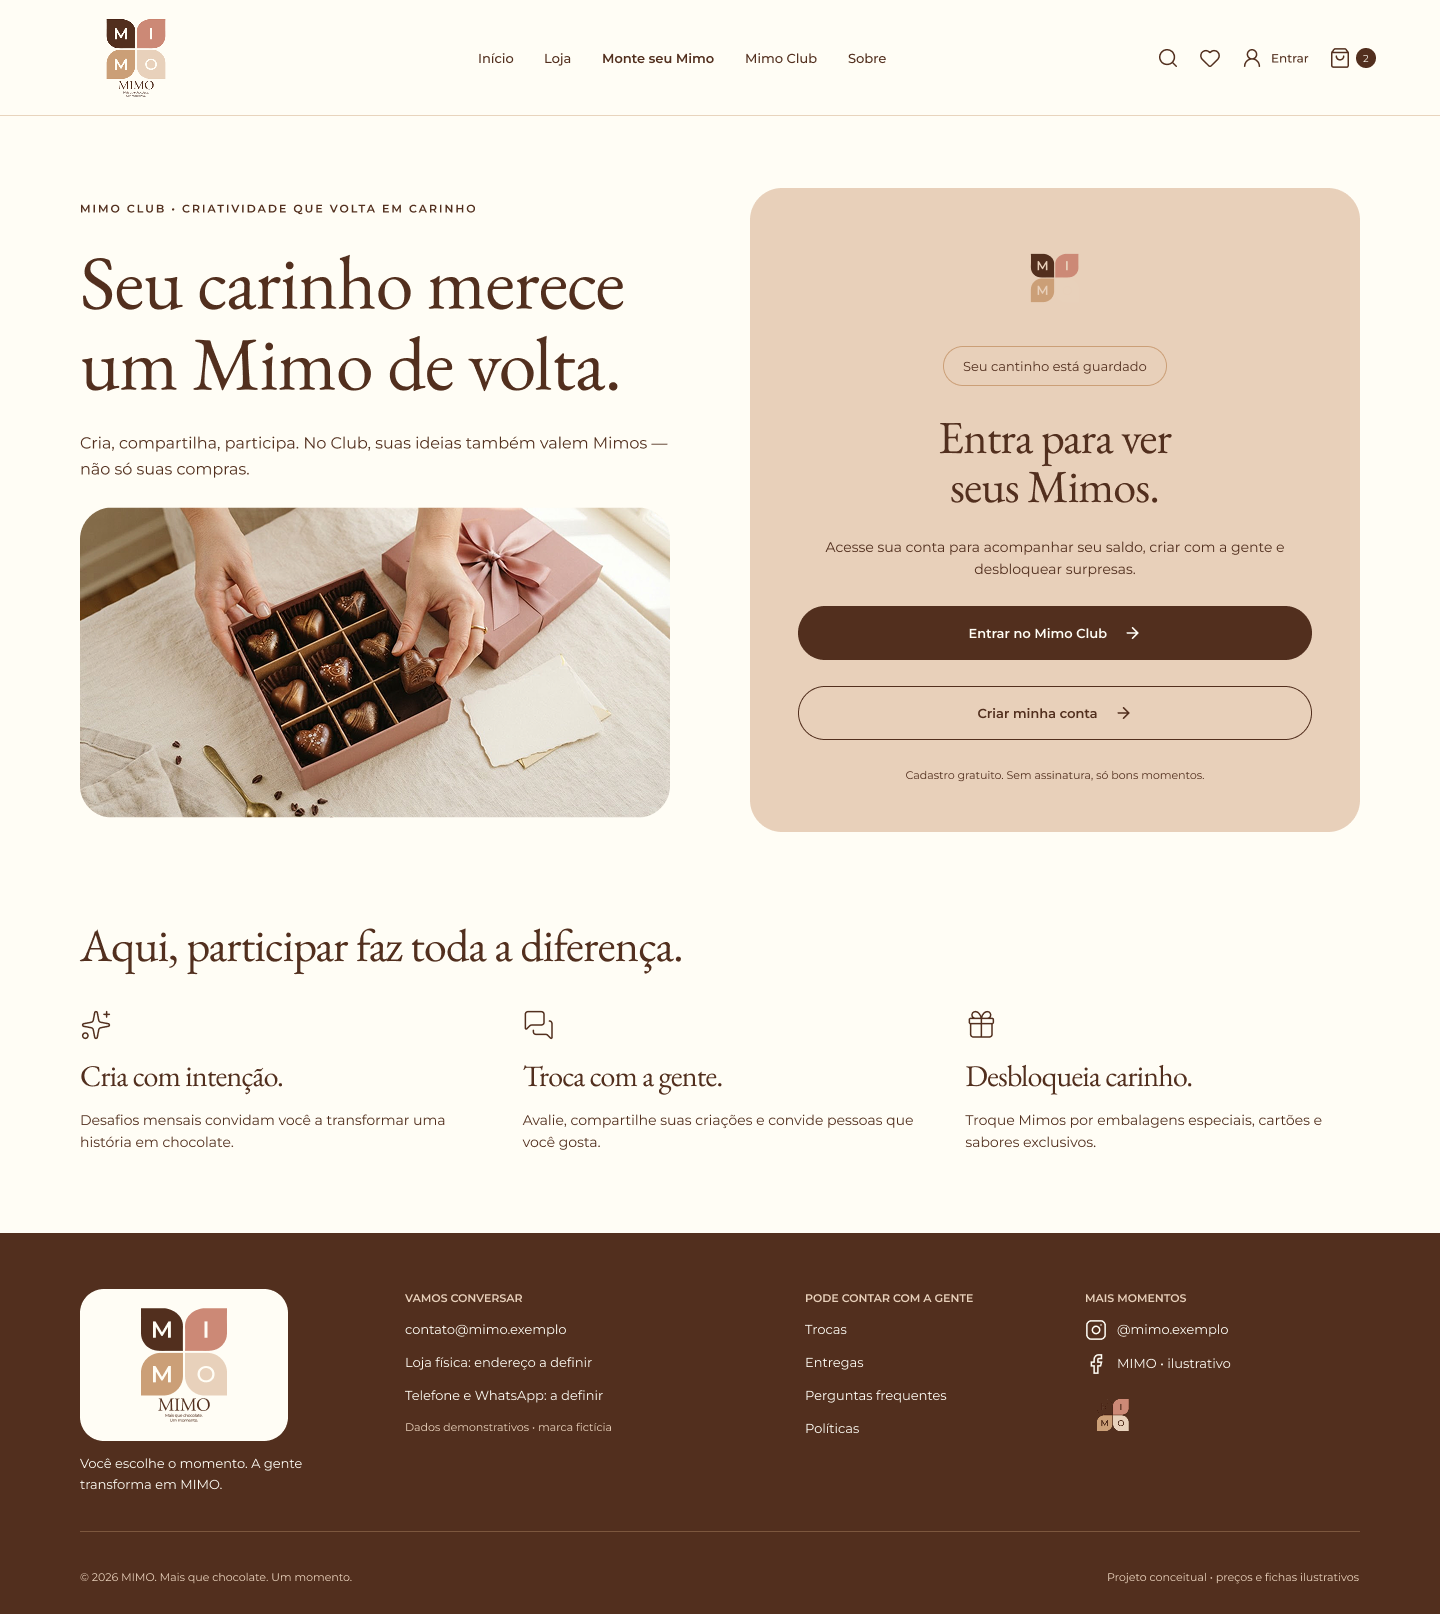 M I
M O
MIMO
Início Loja Monte seu Mimo Mimo Club Sobre
Entrar 2
MIMO CLUB • CRIATIVIDADE QUE VOLTA EM CARINHO
Seu carinho merece
um Mimo de volta.
Cria, compartilha, participa. No Club, suas ideias também valem Mimos —
não só suas compras.
M I
M
Seu cantinho está guardado
Entra para ver
seus Mimos.
Acesse sua conta para acompanhar seu saldo, criar com a gente e
desbloquear surpresas.
Entrar no Mimo Club
Criar minha conta
Cadastro gratuito. Sem assinatura, só bons momentos.
Aqui, participar faz toda a diferença.
Cria com intenção.
Desafios mensais convidam você a transformar uma
história em chocolate.
Troca com a gente.
Avalie, compartilhe suas criações e convide pessoas que
você gosta.
Desbloqueia carinho.
Troque Mimos por embalagens especiais, cartões e
sabores exclusivos.
M I
M O
MIMO
Mais que chocolate.
Um momento.
Você escolhe o momento. A gente
transforma em MIMO.
VAMOS CONVERSAR
contato@mimo.exemplo
Loja física: endereço a definir
Telefone e WhatsApp: a definir
Dados demonstrativos • marca fictícia
PODE CONTAR COM A GENTE
Trocas
Entregas
Perguntas frequentes
Políticas
MAIS MOMENTOS
@mimo.exemplo
MIMO • ilustrativo
I
M O
© 2026 MIMO. Mais que chocolate. Um momento.
Projeto conceitual • preços e fichas ilustrativos